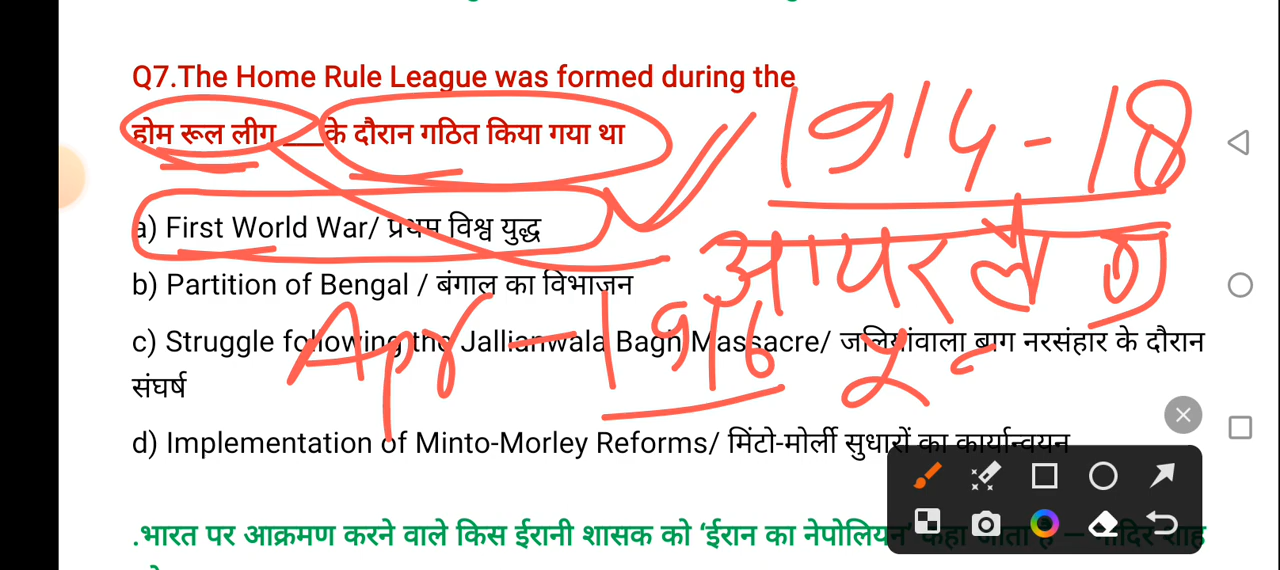 Q7.The Home Rule League was formed during the
होम रूल लीग ___के दौरान गठित किया गया था
1914-18
a) First World War/ प्रथम विश्व युद्ध
आयरलैण्ड
b) Partition of Bengal / बंगाल का विभाजन
Apr - 1916
c) Struggle following the Jallianwala Bagh Massacre/ जलियांवाला बाग नरसंहार के दौरान
संघर्ष
d) Implementation of Minto-Morley Reforms/ मिंटो-मोर्ली सुधारों का कार्यान्वयन
.भारत पर आक्रमण करने वाले किस ईरानी शासक को ‘ईरान का नेपोलियन’ कहा जाता है — नादिर शाह